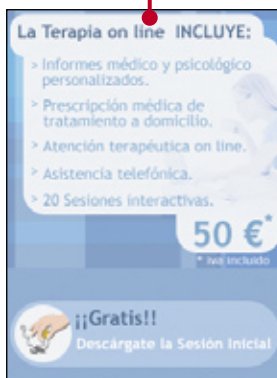 La Terapia on line INCLUYE:
> Informes médico y psicológico
personalizados.
> Prescripción médica de
tratamiento a domicilio.
> Atención terapéutica on line.
> Asistencia telefónica.
> 20 Sesiones interactivas.
50 €*
* iva incluido
¡¡Gratis!!
Descárgate la Sesión Inicial